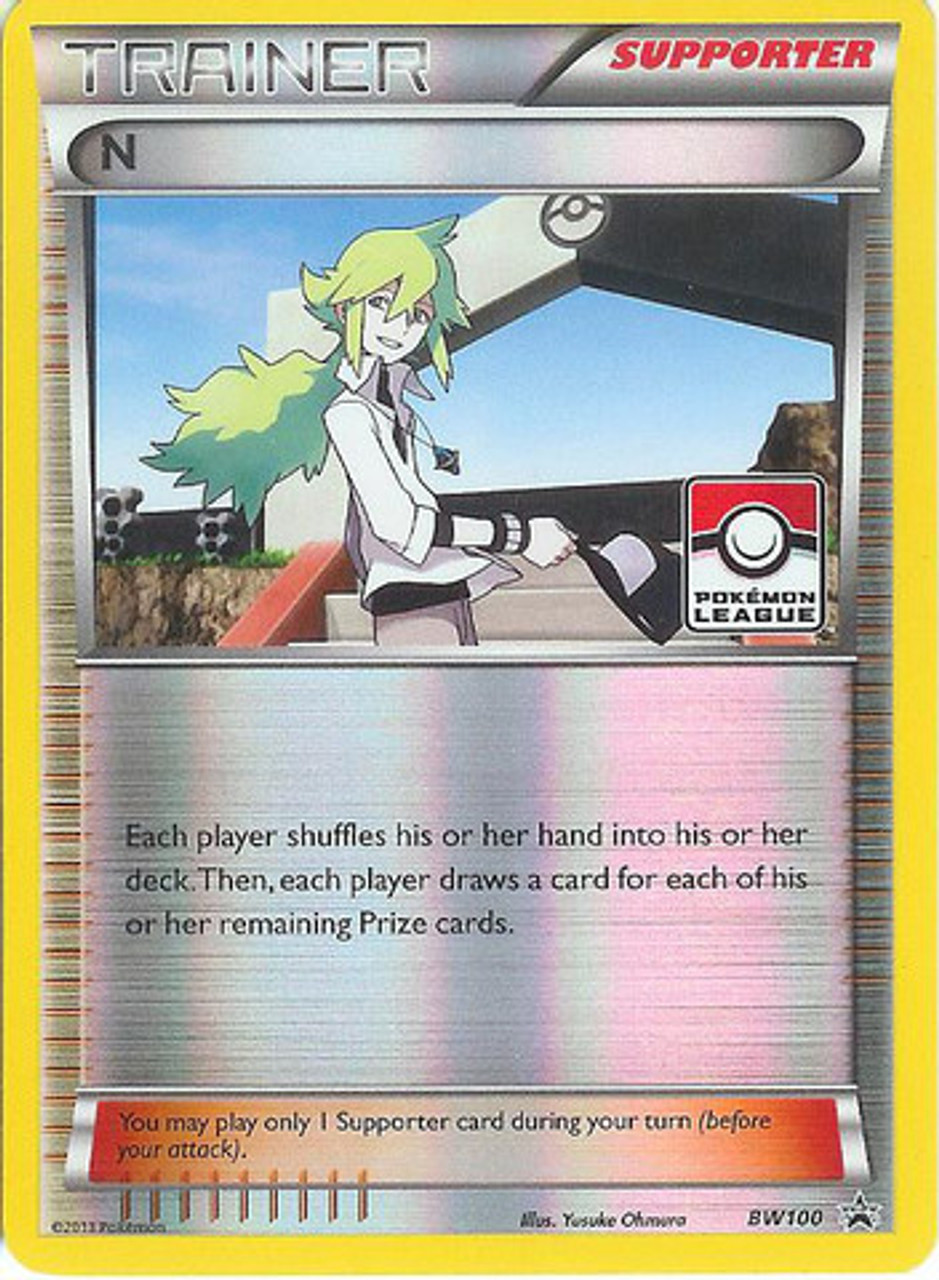 TRAINER
SUPPORTER
N
POKÉMON
LEAGUE
Each player shuffles his or her hand into his or her
deck. Then, each player draws a card for each of his
or her remaining Prize cards.
You may play only 1 Supporter card during your turn (before
your attack).
©2013 Pokémon
Illus. Yusuke Ohmura
BW100